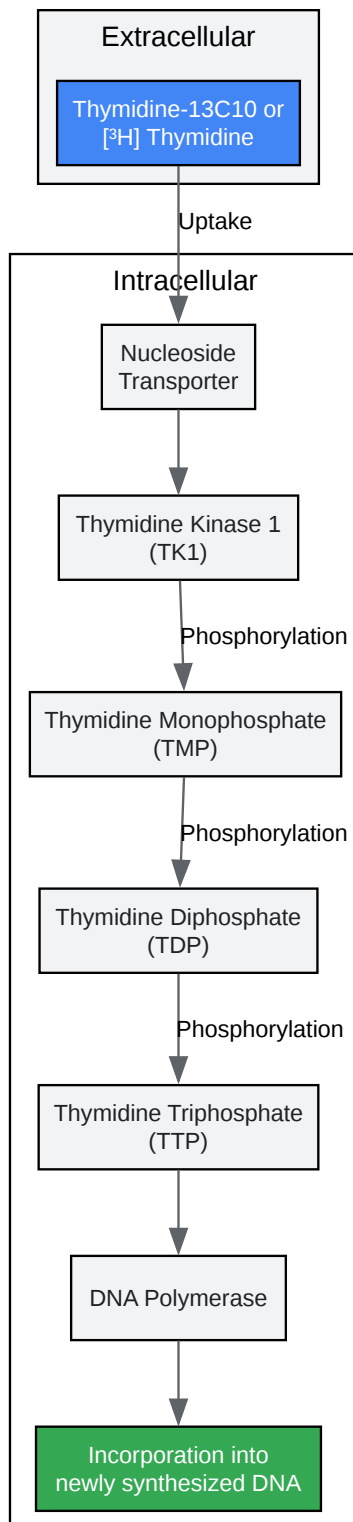 Extracellular
Thymidine-13C10 or
[³H] Thymidine
Uptake
Intracellular
Nucleoside
Transporter
Thymidine Kinase 1
(TK1)
Phosphorylation
Thymidine Monophosphate
(TMP)
Phosphorylation
Thymidine Diphosphate
(TDP)
Phosphorylation
Thymidine Triphosphate
(TTP)
DNA Polymerase
Incorporation into
newly synthesized DNA